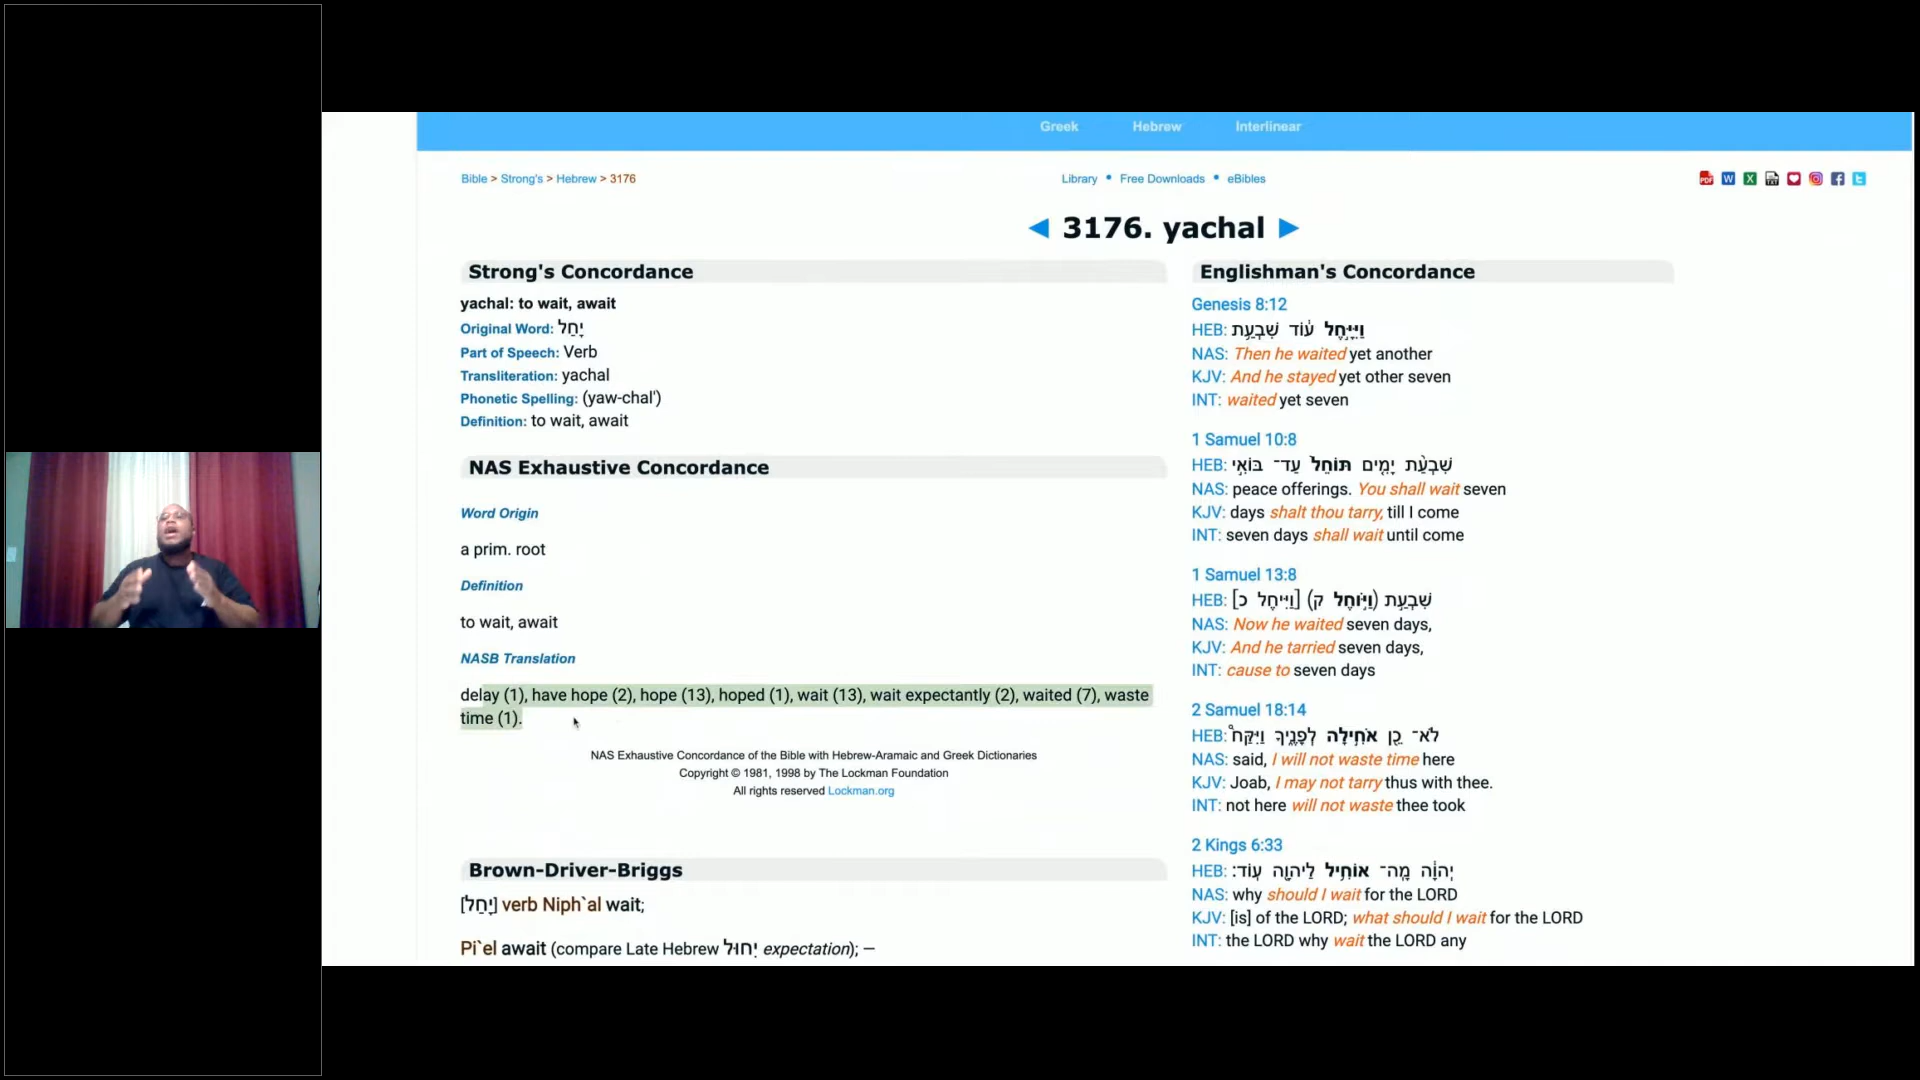 Greek Hebrew Interlinear
Bible > Strong's > Hebrew > 3176
Library • Free Downloads • eBibles
◄ 3176. yachal ►
Strong's Concordance
yachal: to wait, await
Original Word: יָחַל
Part of Speech: Verb
Transliteration: yachal
Phonetic Spelling: (yaw-chal')
Definition: to wait, await
NAS Exhaustive Concordance
Word Origin
a prim. root
Definition
to wait, await
NASB Translation
delay (1), have hope (2), hope (13), hoped (1), wait (13), wait expectantly (2), waited (7), waste
time (1).
NAS Exhaustive Concordance of the Bible with Hebrew-Aramaic and Greek Dictionaries
Copyright © 1981, 1998 by The Lockman Foundation
All rights reserved Lockman.org
Brown-Driver-Briggs
[יָחַל] verb Niph`al wait;
Pi`el await (compare Late Hebrew יִחוּל expectation); —
Englishman's Concordance
Genesis 8:12
HEB: וַיִּיָּ֣חֶל ע֔וֹד שִׁבְעַ֥ת
NAS: Then he waited yet another
KJV: And he stayed yet other seven
INT: waited yet seven
1 Samuel 10:8
HEB: שִׁבְעַ֨ת יָמִ֤ים תּוֹחֵל֙ עַד־ בּוֹאִ֣י
NAS: peace offerings. You shall wait seven
KJV: days shalt thou tarry, till I come
INT: seven days shall wait until come
1 Samuel 13:8
HEB: [וַיִּיחֶל כ] (וַיּ֣וֹחֶל ק) שִׁבְעַ֣ת
NAS: Now he waited seven days,
KJV: And he tarried seven days,
INT: cause to seven days
2 Samuel 18:14
HEB: לֹא־ כֵ֖ן אֹחִ֣ילָה לְפָנֶ֑יךָ וַיִּקַּח֩
NAS: said, I will not waste time here
KJV: Joab, I may not tarry thus with thee.
INT: not here will not waste thee took
2 Kings 6:33
HEB: יְהוָ֔ה מָֽה־ אוֹחִ֥יל לַיהוָ֖ה עֽוֹד׃
NAS: why should I wait for the LORD
KJV: [is] of the LORD; what should I wait for the LORD
INT: the LORD why wait the LORD any